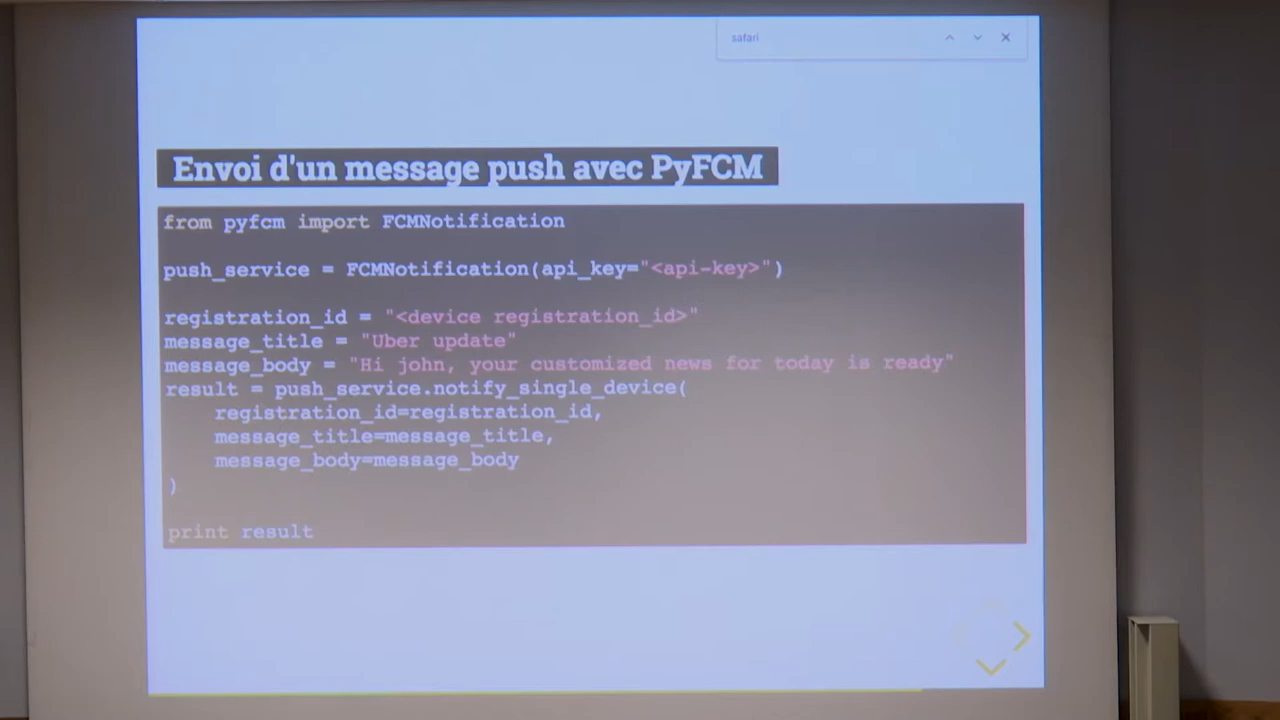 safari
Envoi d'un message push avec PyFCM
from pyfcm import FCMNotification
push_service = FCMNotification(api_key="<api-key>")
registration_id = "<device registration_id>"
message_title = "Uber update"
message_body = "Hi john, your customized news for today is ready"
result = push_service.notify_single_device(
    registration_id=registration_id,
    message_title=message_title,
    message_body=message_body
)
print result